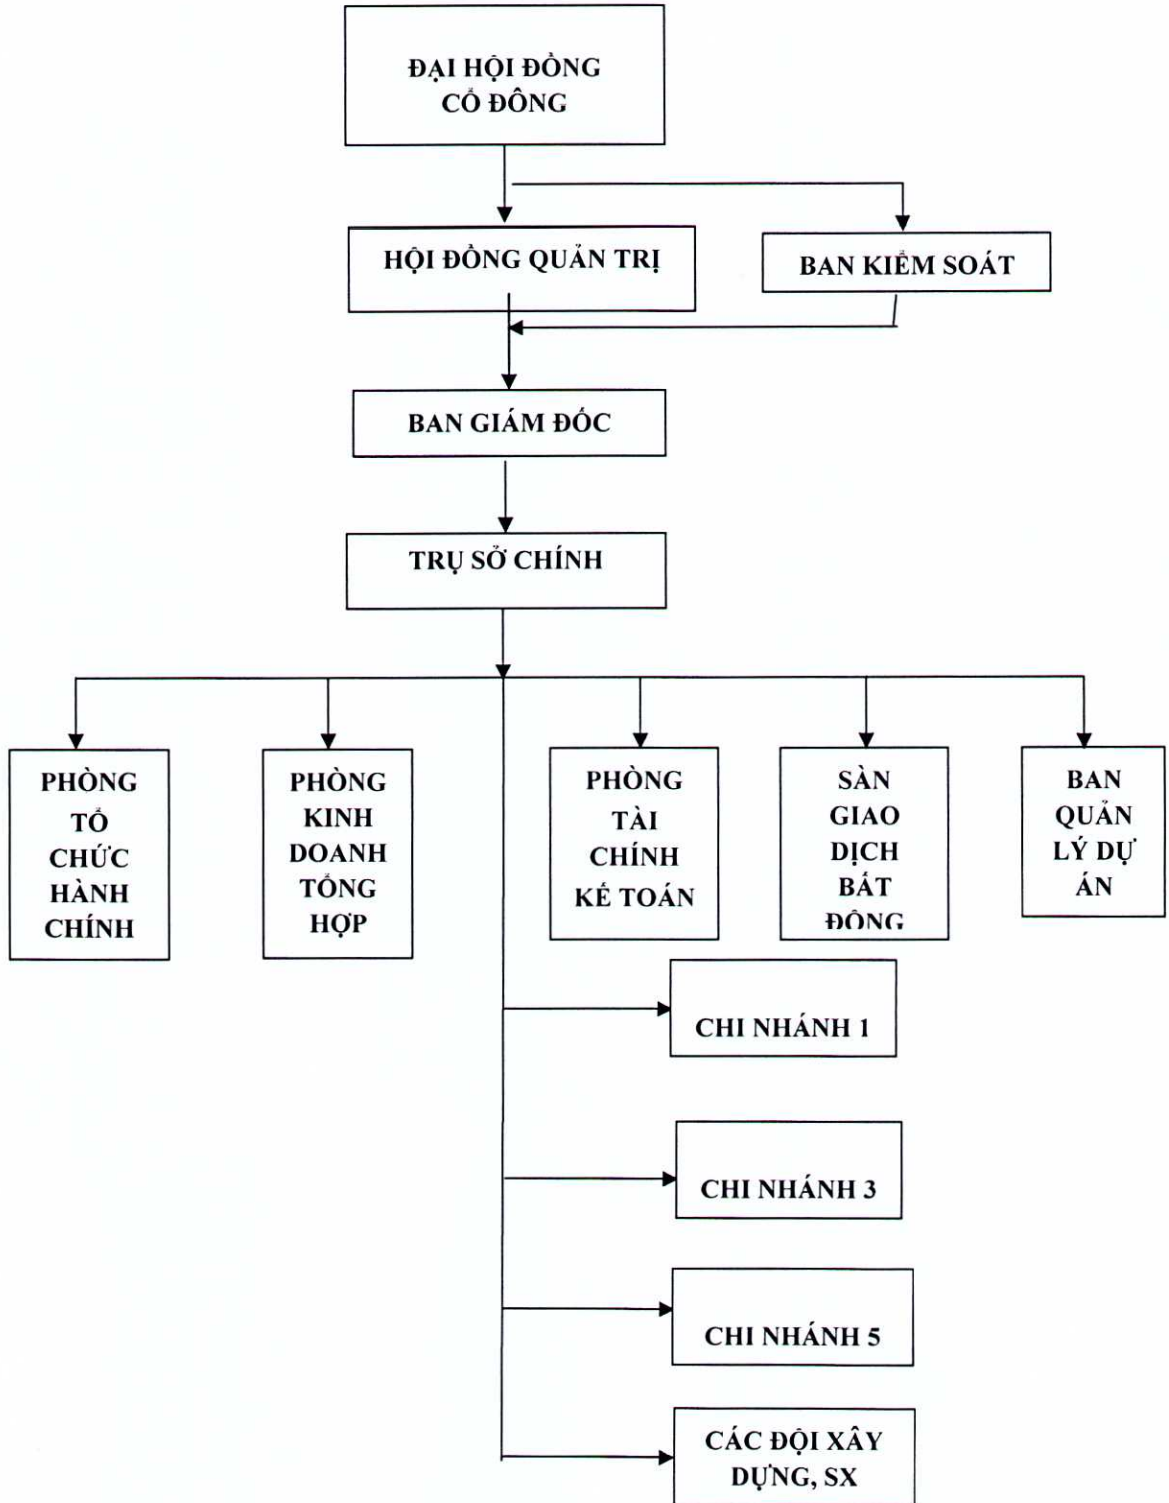 ĐẠI HỘI ĐỒNG
CỔ ĐÔNG
HỘI ĐỒNG QUẢN TRỊ
BAN KIỂM SOÁT
BAN GIÁM ĐỐC
TRỤ SỞ CHÍNH
PHÒNG
TỔ
CHỨC
HÀNH
CHÍNH
PHÒNG
KINH
DOANH
TỔNG
HỢP
PHÒNG
TÀI
CHÍNH
KẾ TOÁN
SÀN
GIAO
DỊCH
BẤT
ĐỘNG
BAN
QUẢN
LÝ DỰ
ÁN
CHI NHÁNH 1
CHI NHÁNH 3
CHI NHÁNH 5
CÁC ĐỘI XÂY
DỰNG, SX